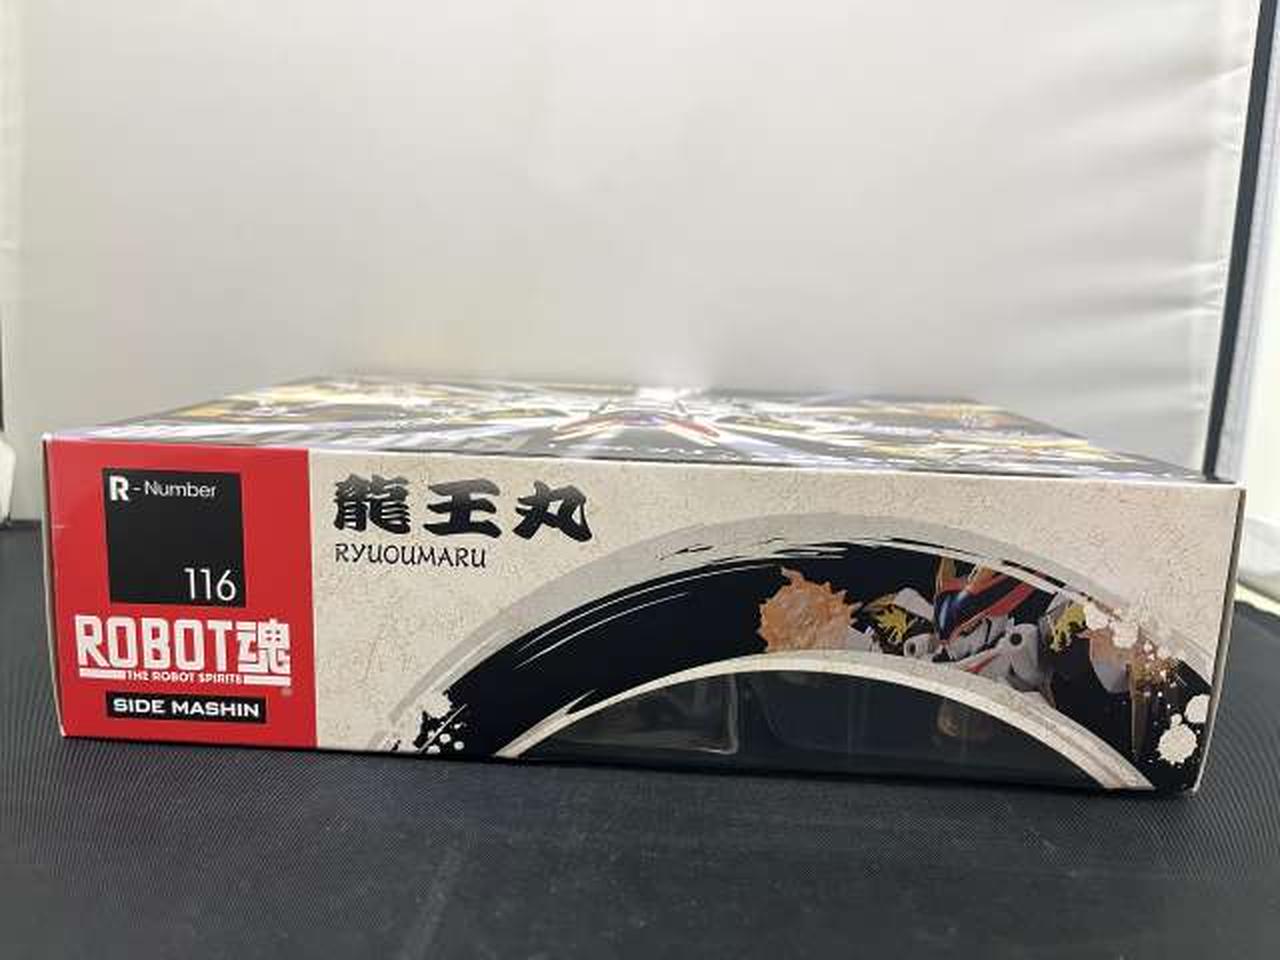 R-Number
116
ROBOT魂
THE ROBOT SPIRITS
SIDE MASHIN
龍王丸
RYUOUMARU